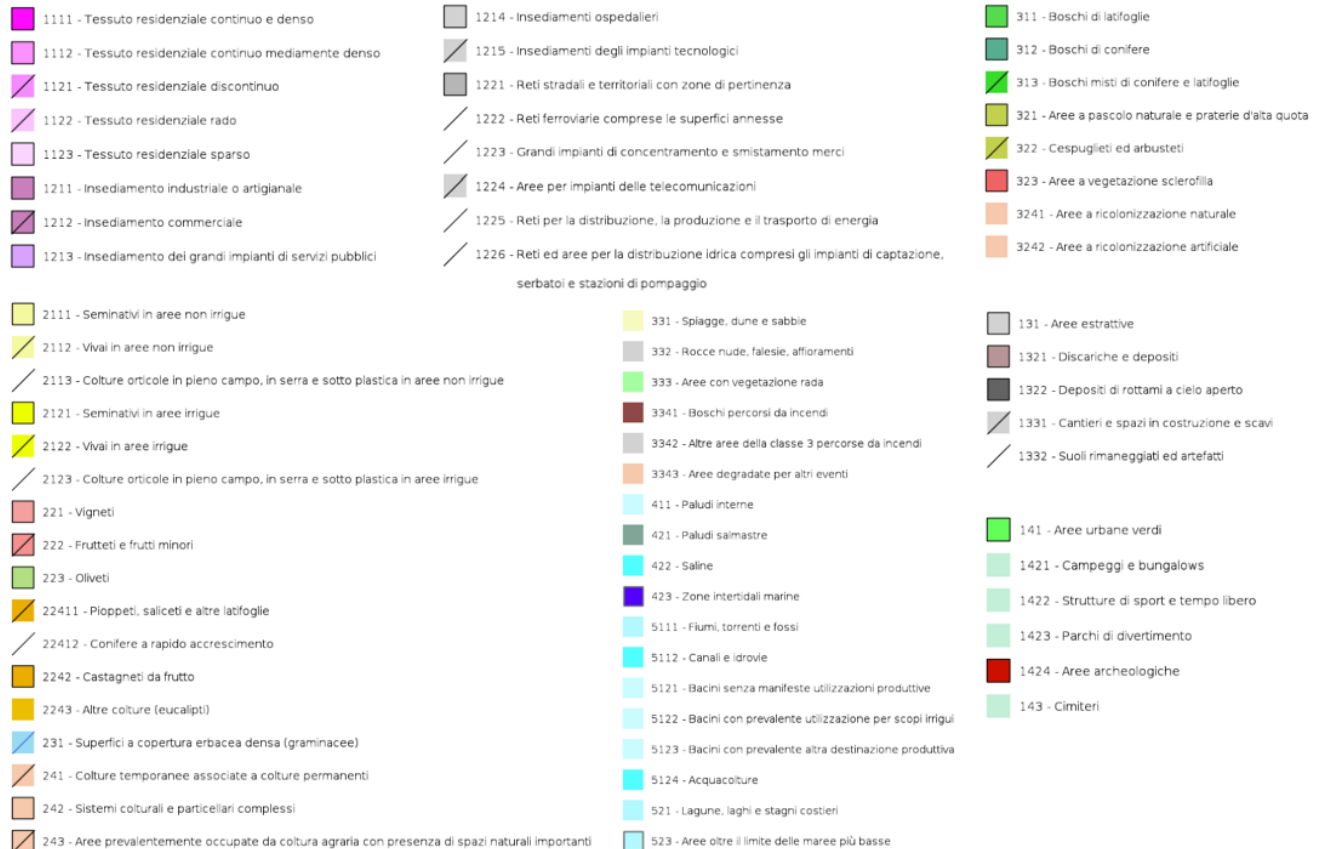 1111 - Tessuto residenziale continuo e denso
1112 - Tessuto residenziale continuo mediamente denso
1121 - Tessuto residenziale discontinuo
1122 - Tessuto residenziale rado
1123 - Tessuto residenziale sparso
1211 - Insediamento industriale o artigianale
1212 - Insediamento commerciale
1213 - Insediamento dei grandi impianti di servizi pubblici
1214 - Insediamenti ospedalieri
1215 - Insediamenti degli impianti tecnologici
1221 - Reti stradali e territoriali con zone di pertinenza
1222 - Reti ferroviarie comprese le superfici annesse
1223 - Grandi impianti di concentramento e smistamento merci
1224 - Aree per impianti delle telecomunicazioni
1225 - Reti per la distribuzione, la produzione e il trasporto di energia
1226 - Reti ed aree per la distribuzione idrica compresi gli impianti di captazione,
serbatoi e stazioni di pompaggio
311 - Boschi di latifoglie
312 - Boschi di conifere
313 - Boschi misti di conifere e latifoglie
321 - Aree a pascolo naturale e praterie d'alta quota
322 - Cespuglieti ed arbusteti
323 - Aree a vegetazione sclerofilla
3241 - Aree a ricolonizzazione naturale
3242 - Aree a ricolonizzazione artificiale
2111 - Seminativi in aree non irrigue
2112 - Vivai in aree non irrigue
2113 - Colture orticole in pieno campo, in serra e sotto plastica in aree non irrigue
2121 - Seminativi in aree irrigue
2122 - Vivai in aree irrigue
2123 - Colture orticole in pieno campo, in serra e sotto plastica in aree irrigue
221 - Vigneti
222 - Frutteti e frutti minori
223 - Oliveti
22411 - Pioppeti, saliceti e altre latifoglie
22412 - Conifere a rapido accrescimento
2242 - Castagneti da frutto
2243 - Altre colture (eucalipti)
231 - Superfici a copertura erbacea densa (graminacee)
241 - Colture temporanee associate a colture permanenti
242 - Sistemi colturali e particellari complessi
243 - Aree prevalentemente occupate da coltura agraria con presenza di spazi naturali importanti
331 - Spiagge, dune e sabbie
332 - Rocce nude, falesie, affioramenti
333 - Aree con vegetazione rada
3341 - Boschi percorsi da incendi
3342 - Altre aree della classe 3 percorse da incendi
3343 - Aree degradate per altri eventi
411 - Paludi interne
421 - Paludi salmastre
422 - Saline
423 - Zone intertidali marine
5111 - Fiumi, torrenti e fossi
5112 - Canali e idrovie
5121 - Bacini senza manifeste utilizzazioni produttive
5122 - Bacini con prevalente utilizzazione per scopi irrigui
5123 - Bacini con prevalente altra destinazione produttiva
5124 - Acquacolture
521 - Lagune, laghi e stagni costieri
523 - Aree oltre il limite delle maree più basse
131 - Aree estrattive
1321 - Discariche e depositi
1322 - Depositi di rottami a cielo aperto
1331 - Cantieri e spazi in costruzione e scavi
1332 - Suoli rimaneggiati ed artefatti
141 - Aree urbane verdi
1421 - Campeggi e bungalows
1422 - Strutture di sport e tempo libero
1423 - Parchi di divertimento
1424 - Aree archeologiche
143 - Cimiteri